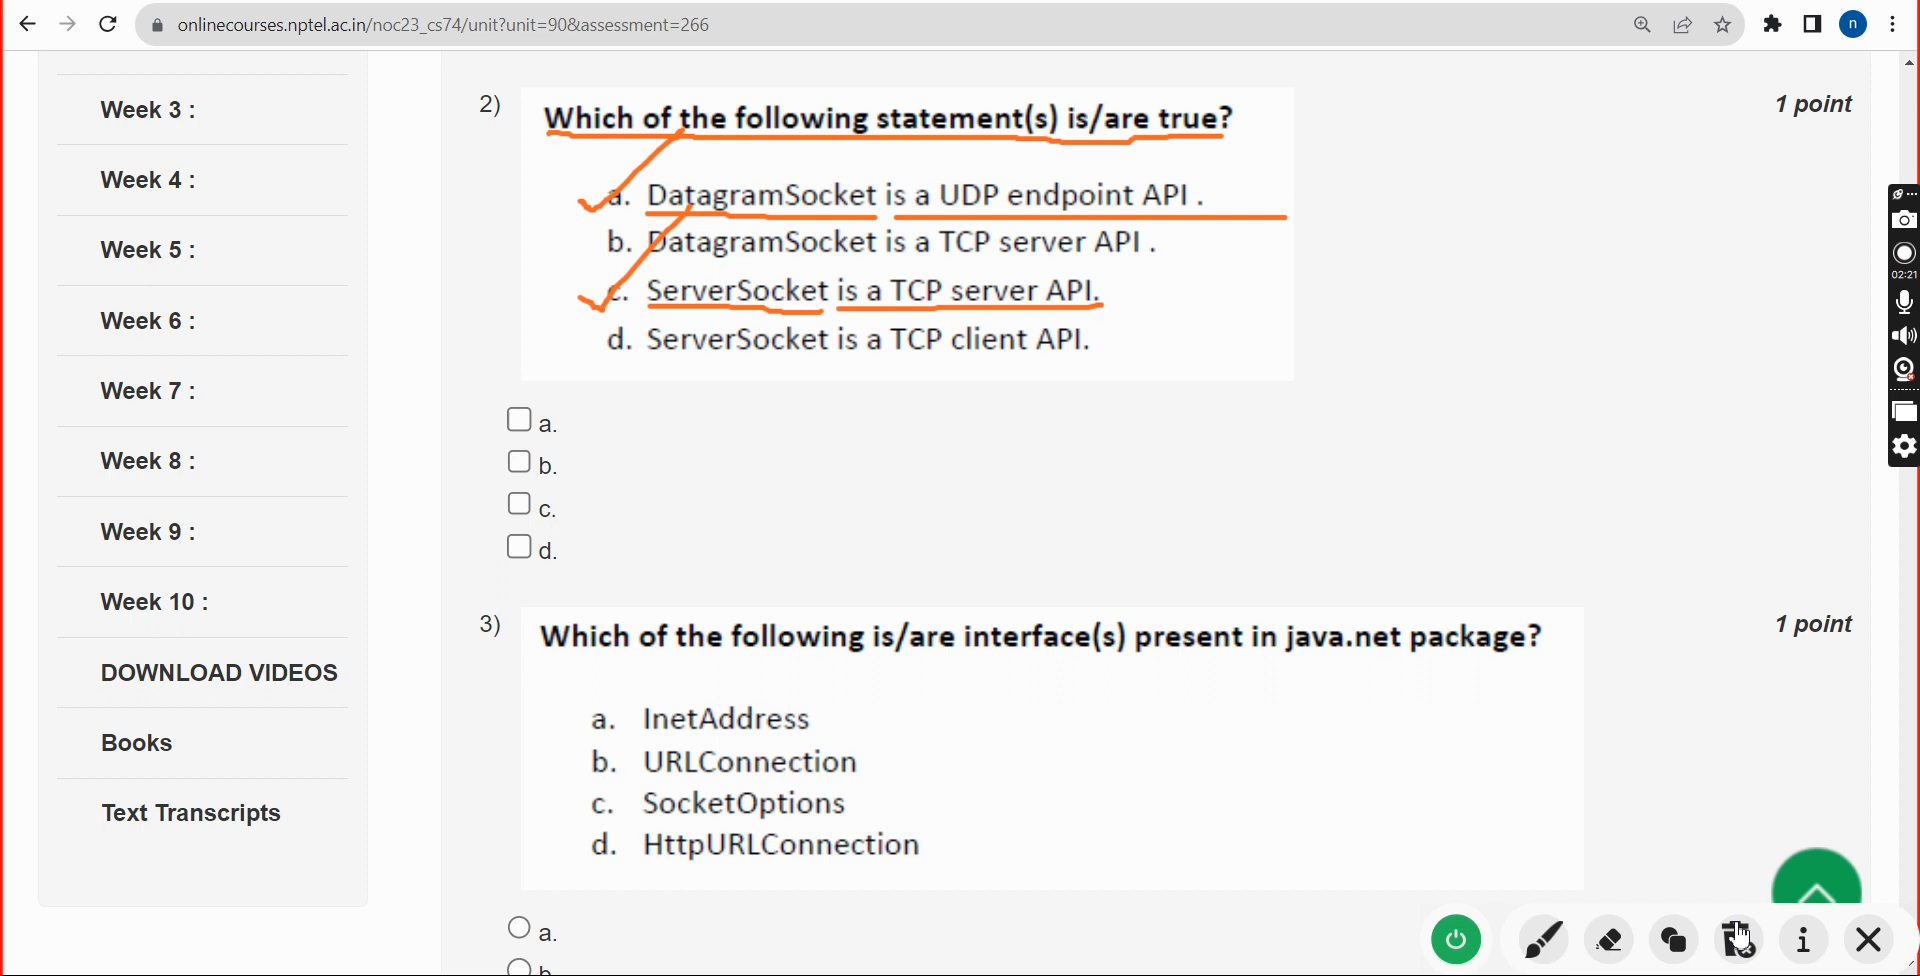 onlinecourses.nptel.ac.in/noc23_cs74/unit?unit=90&assessment=266
n
Week 3 :
Week 4 :
Week 5 :
Week 6 :
Week 7 :
Week 8 :
Week 9 :
Week 10 :
DOWNLOAD VIDEOS
Books
Text Transcripts
2)
Which of the following statement(s) is/are true?
1 point
a. DatagramSocket is a UDP endpoint API .
b. DatagramSocket is a TCP server API .
c. ServerSocket is a TCP server API.
d. ServerSocket is a TCP client API.
a.
b.
c.
d.
3)
Which of the following is/are interface(s) present in java.net package?
1 point
a. InetAddress
b. URLConnection
c. SocketOptions
d. HttpURLConnection
a.
b
02:21